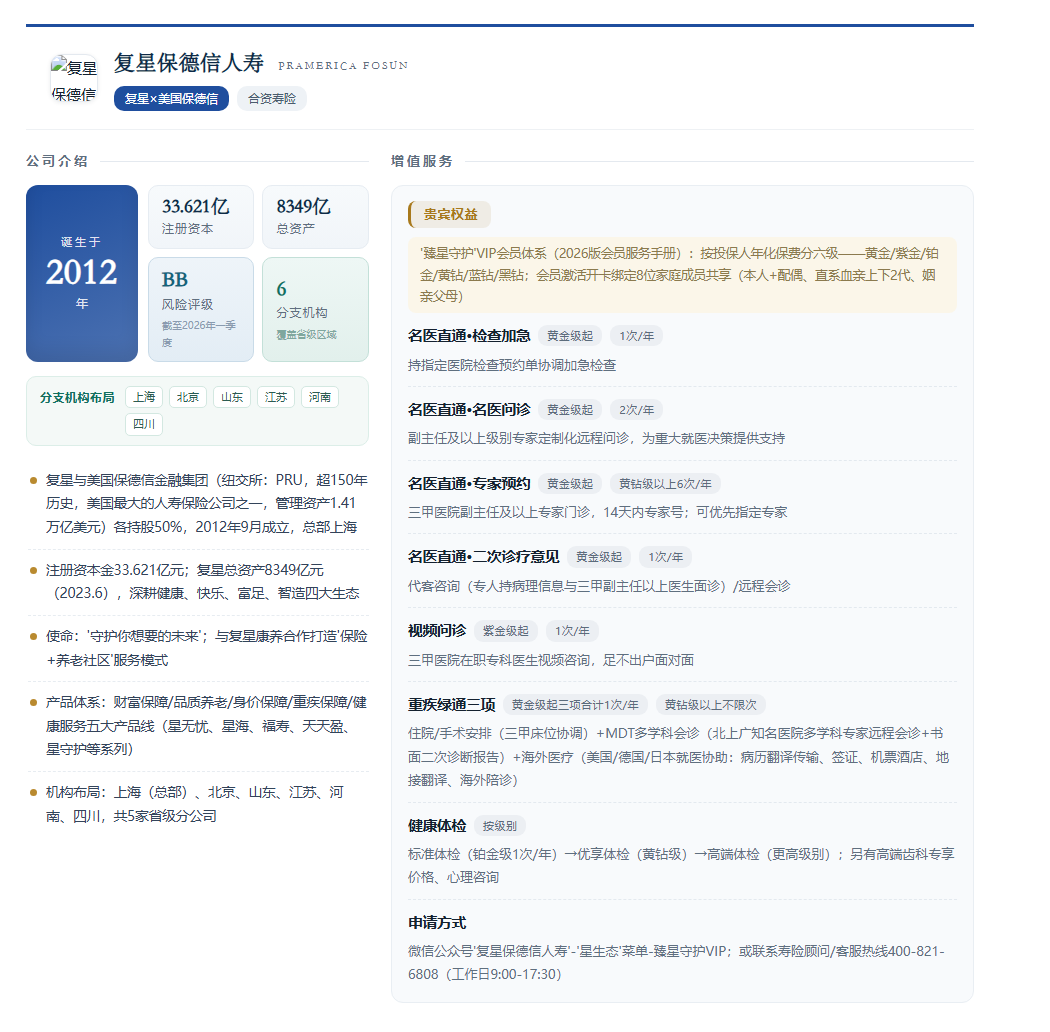 复星
保德信
复星保德信人寿 PRAMERICA FOSUN
复星×美国保德信 合资寿险
公司介绍
诞生于
2012
年
33.621亿
注册资本
8349亿
总资产
BB
风险评级
截至2026年一季
度
6
分支机构
覆盖省级区域
分支机构布局 上海 北京 山东 江苏 河南
四川
复星与美国保德信金融集团（纽交所：PRU，超150年
历史，美国最大的人寿保险公司之一，管理资产1.41
万亿美元）各持股50%，2012年9月成立，总部上海
注册资本金33.621亿元；复星总资产8349亿元
（2023.6），深耕健康、快乐、富足、智造四大生态
使命：'守护你想要的未来'；与复星康养合作打造'保险
+养老社区'服务模式
产品体系：财富保障/品质养老/身价保障/重疾保障/健
康服务五大产品线（星无忧、星海、福寿、天天盈、
星守护等系列）
机构布局：上海（总部）、北京、山东、江苏、河
南、四川，共5家省级分公司
增值服务
贵宾权益
'臻星守护'VIP会员体系（2026版会员服务手册）：按投保人年化保费分六级——黄金/紫金/铂
金/黄钻/蓝钻/黑钻；会员激活开卡绑定8位家庭成员共享（本人+配偶、直系血亲上下2代、姻
亲父母）
名医直通•检查加急 黄金级起 1次/年
持指定医院检查预约单协调加急检查
名医直通•名医问诊 黄金级起 2次/年
副主任及以上级别专家定制化远程问诊，为重大就医决策提供支持
名医直通•专家预约 黄金级起 黄钻级以上6次/年
三甲医院副主任及以上专家门诊，14天内专家号；可优先指定专家
名医直通•二次诊疗意见 黄金级起 1次/年
代客咨询（专人持病理信息与三甲副主任以上医生面诊）/远程会诊
视频问诊 紫金级起 1次/年
三甲医院在职专科医生视频咨询，足不出户面对面
重疾绿通三项 黄金级起三项合计1次/年 黄钻级以上不限次
住院/手术安排（三甲床位协调）+MDT多学科会诊（北上广知名医院多学科专家远程会诊+书
面二次诊断报告）+海外医疗（美国/德国/日本就医协助：病历翻译传输、签证、机票酒店、地
接翻译、海外陪诊）
健康体检 按级别
标准体检（铂金级1次/年）→优享体检（黄钻级）→高端体检（更高级别）；另有高端齿科专享
价格、心理咨询
申请方式
微信公众号'复星保德信人寿'-'星生态'菜单-臻星守护VIP；或联系寿险顾问/客服热线400-821-
6808（工作日9:00-17:30）